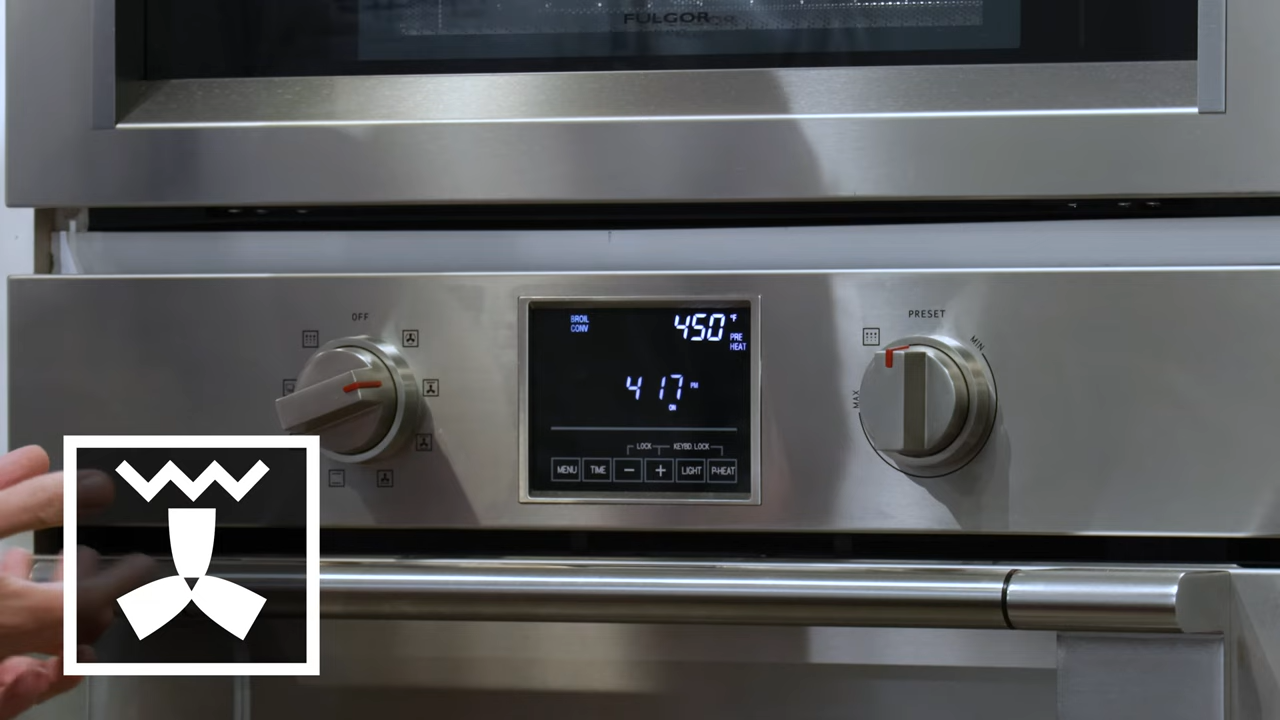 FULGOR
OFF
PRESET
MIN
MAX
BROIL
CONV
450 °F
PRE
HEAT
4 17 PM
ON
LOCK
KEYBD LOCK
MENU
TIME
−
+
LIGHT
P-HEAT